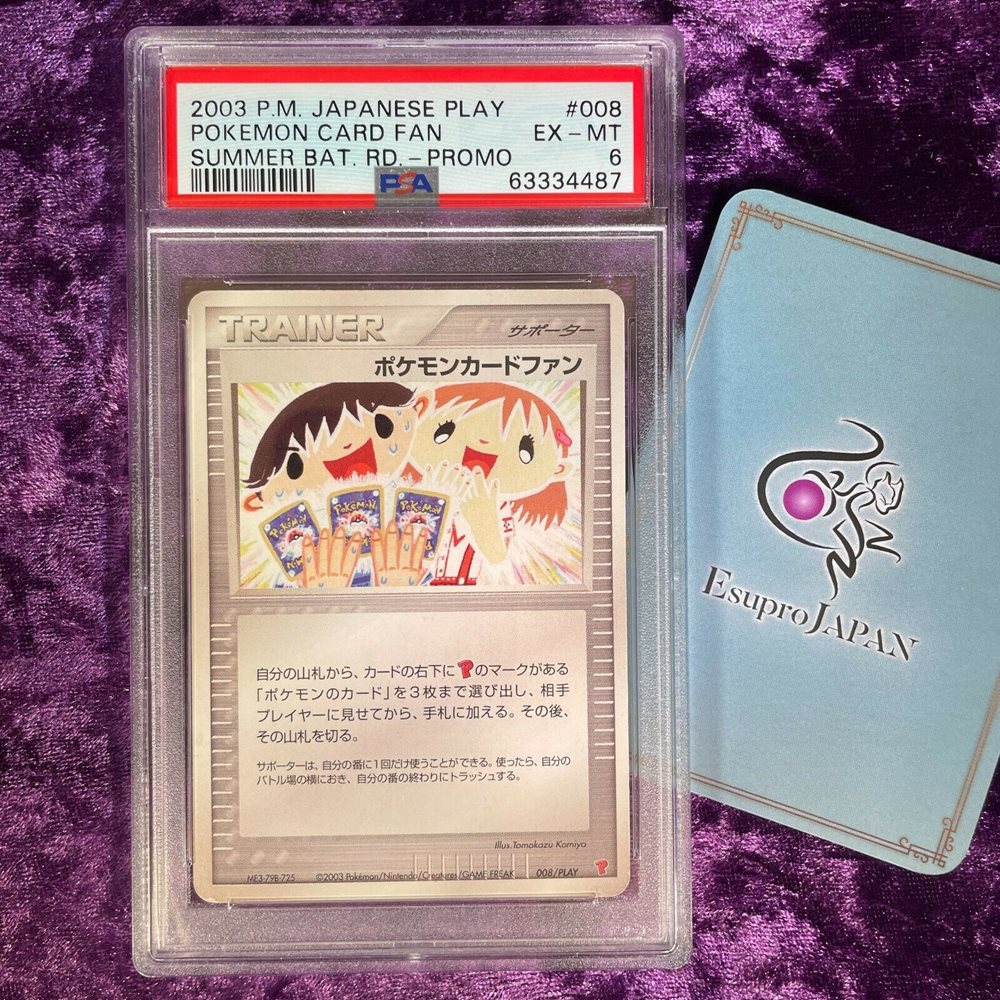 2003 P.M. JAPANESE PLAY #008
POKEMON CARD FAN EX - MT
SUMMER BAT. RD. - PROMO 6
PSA 63334487
TRAINER サポーター
ポケモンカードファン
Pokémon Pokémon Pokémon
自分の山札から、カードの右下にPのマークがある
「ポケモンのカード」を3枚まで選び出し、相手
プレイヤーに見せてから、手札に加える。その後、
その山札を切る。
サポーターは、自分の番に1回だけ使うことができる。使ったら、自分の
バトル場の横におき、自分の番の終わりにトラッシュする。
Illus. Tomokazu Komiya
ME3-79B-725 ©2003 Pokémon/Nintendo/Creatures/GAME FREAK 008/PLAY P
EsuproJAPAN